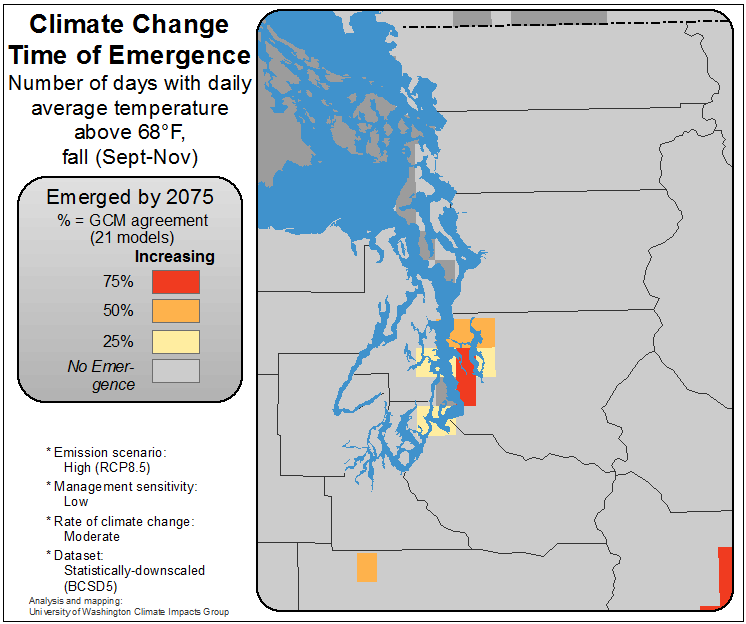 Climate Change
Time of Emergence
Number of days with daily
average temperature
above 68°F,
fall (Sept-Nov)
Emerged by 2075
% = GCM agreement
(21 models)
Increasing
75%
50%
25%
No Emer-
gence
* Emission scenario:
High (RCP8.5)
* Management sensitivity:
Low
* Rate of climate change:
Moderate
* Dataset:
Statistically-downscaled
(BCSD5)
Analysis and mapping:
University of Washington Climate Impacts Group